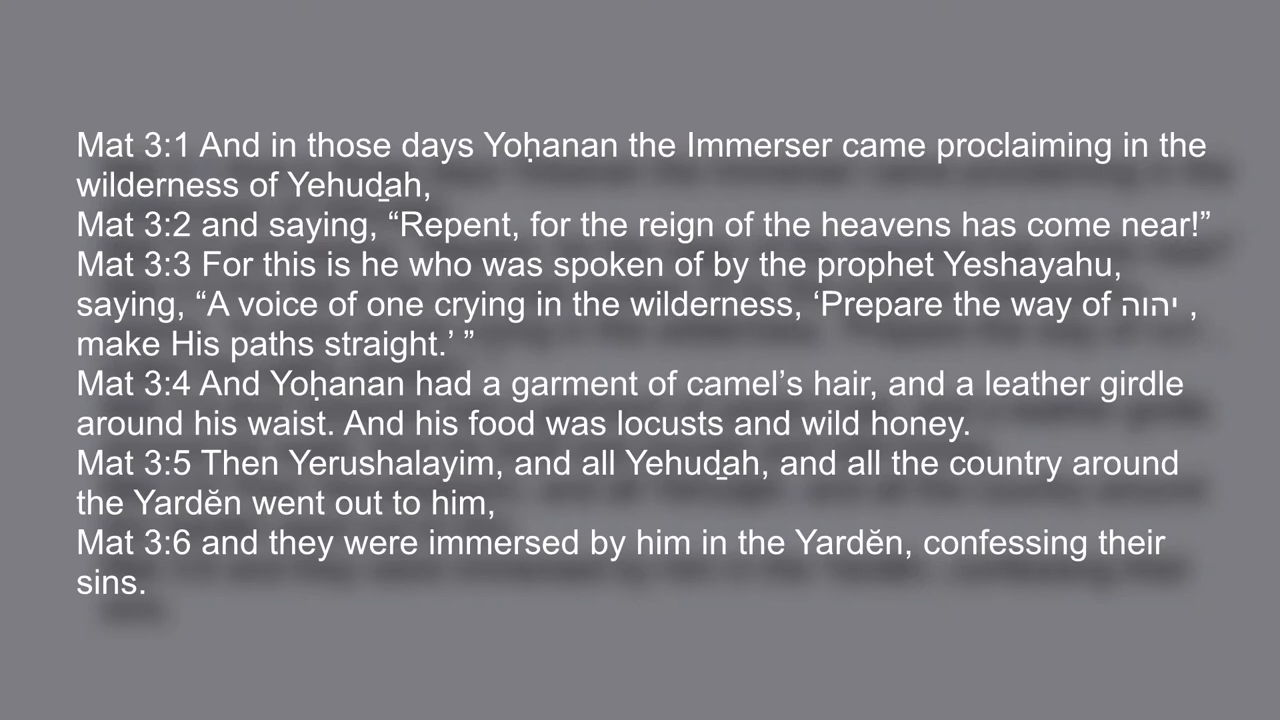 Mat 3:1 And in those days Yoḥanan the Immerser came proclaiming in the
wilderness of Yehuḏah,
Mat 3:2 and saying, “Repent, for the reign of the heavens has come near!”
Mat 3:3 For this is he who was spoken of by the prophet Yeshayahu,
saying, “A voice of one crying in the wilderness, ‘Prepare the way of יהוה ,
make His paths straight.’ ”
Mat 3:4 And Yoḥanan had a garment of camel’s hair, and a leather girdle
around his waist. And his food was locusts and wild honey.
Mat 3:5 Then Yerushalayim, and all Yehuḏah, and all the country around
the Yardĕn went out to him,
Mat 3:6 and they were immersed by him in the Yardĕn, confessing their
sins.